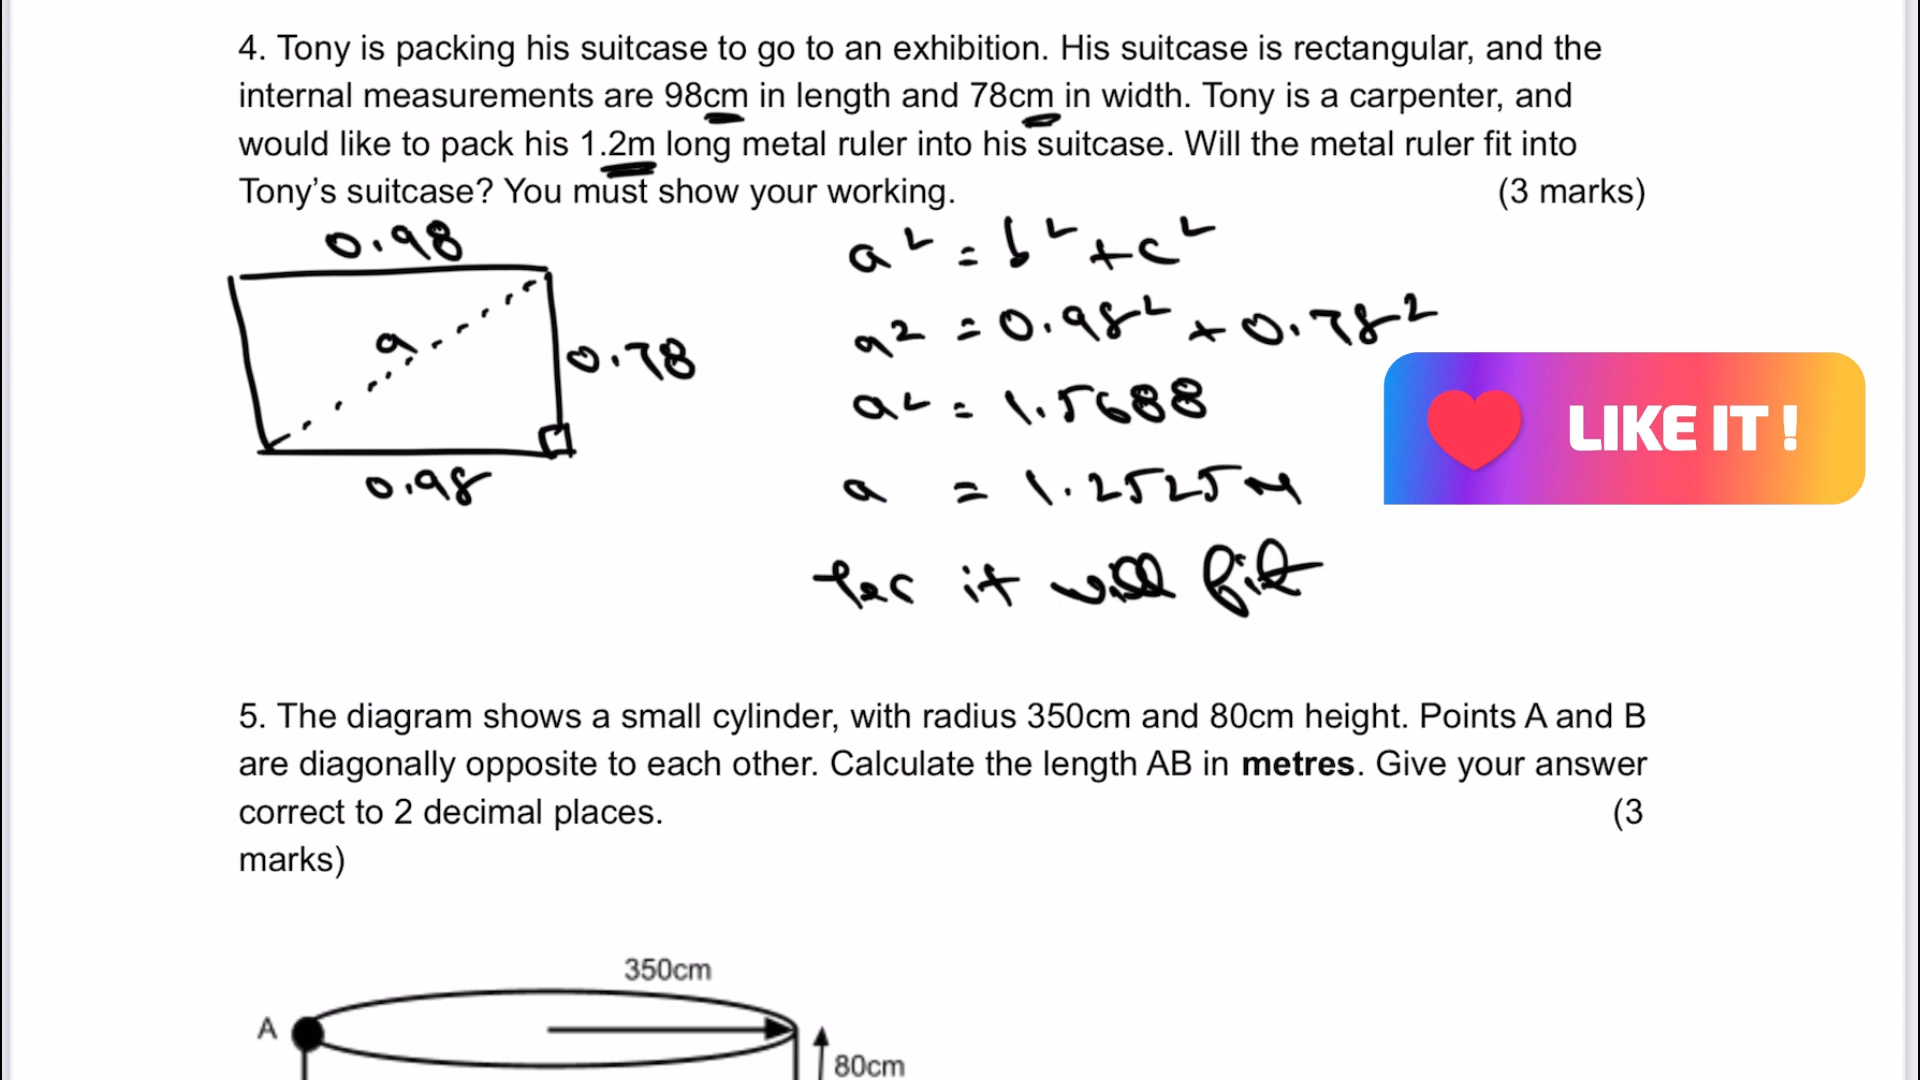 4. Tony is packing his suitcase to go to an exhibition. His suitcase is rectangular, and the
internal measurements are 98cm in length and 78cm in width. Tony is a carpenter, and
would like to pack his 1.2m long metal ruler into his suitcase. Will the metal ruler fit into
Tony’s suitcase? You must show your working. (3 marks)
0.98
a² = b² + c²
a² = 0.98² + 0.78²
a
0.78
a² = 1.5688
LIKE IT !
0.98
a = 1.2525m
Yes it will fit
5. The diagram shows a small cylinder, with radius 350cm and 80cm height. Points A and B
are diagonally opposite to each other. Calculate the length AB in metres. Give your answer
correct to 2 decimal places. (3
marks)
350cm
A
80cm